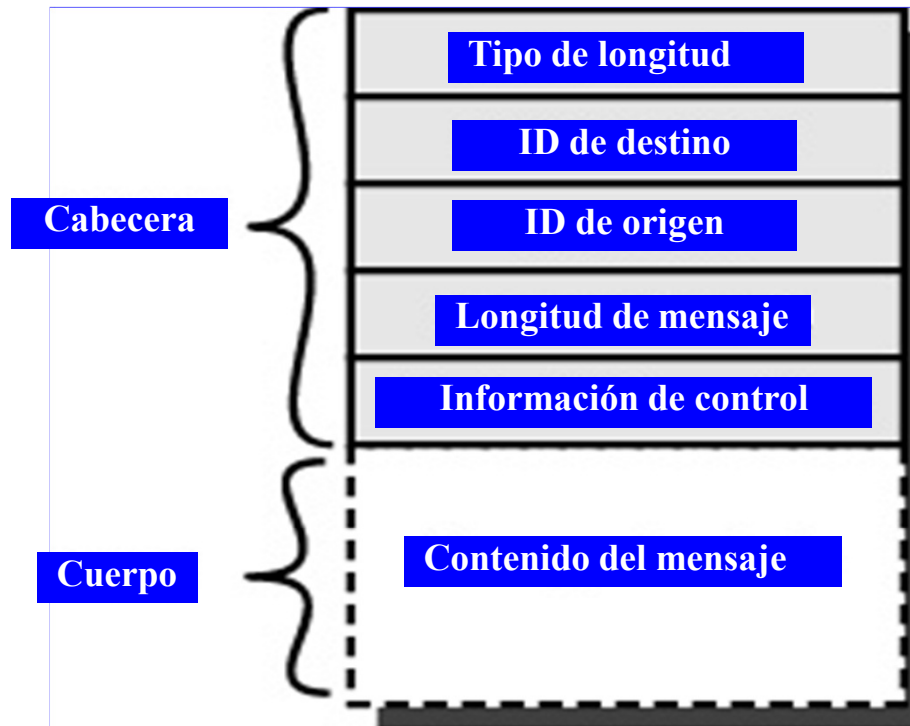 Tipo de longitud
ID de destino
Cabecera
ID de origen
Longitud de mensaje
Información de control
Cuerpo
Contenido del mensaje